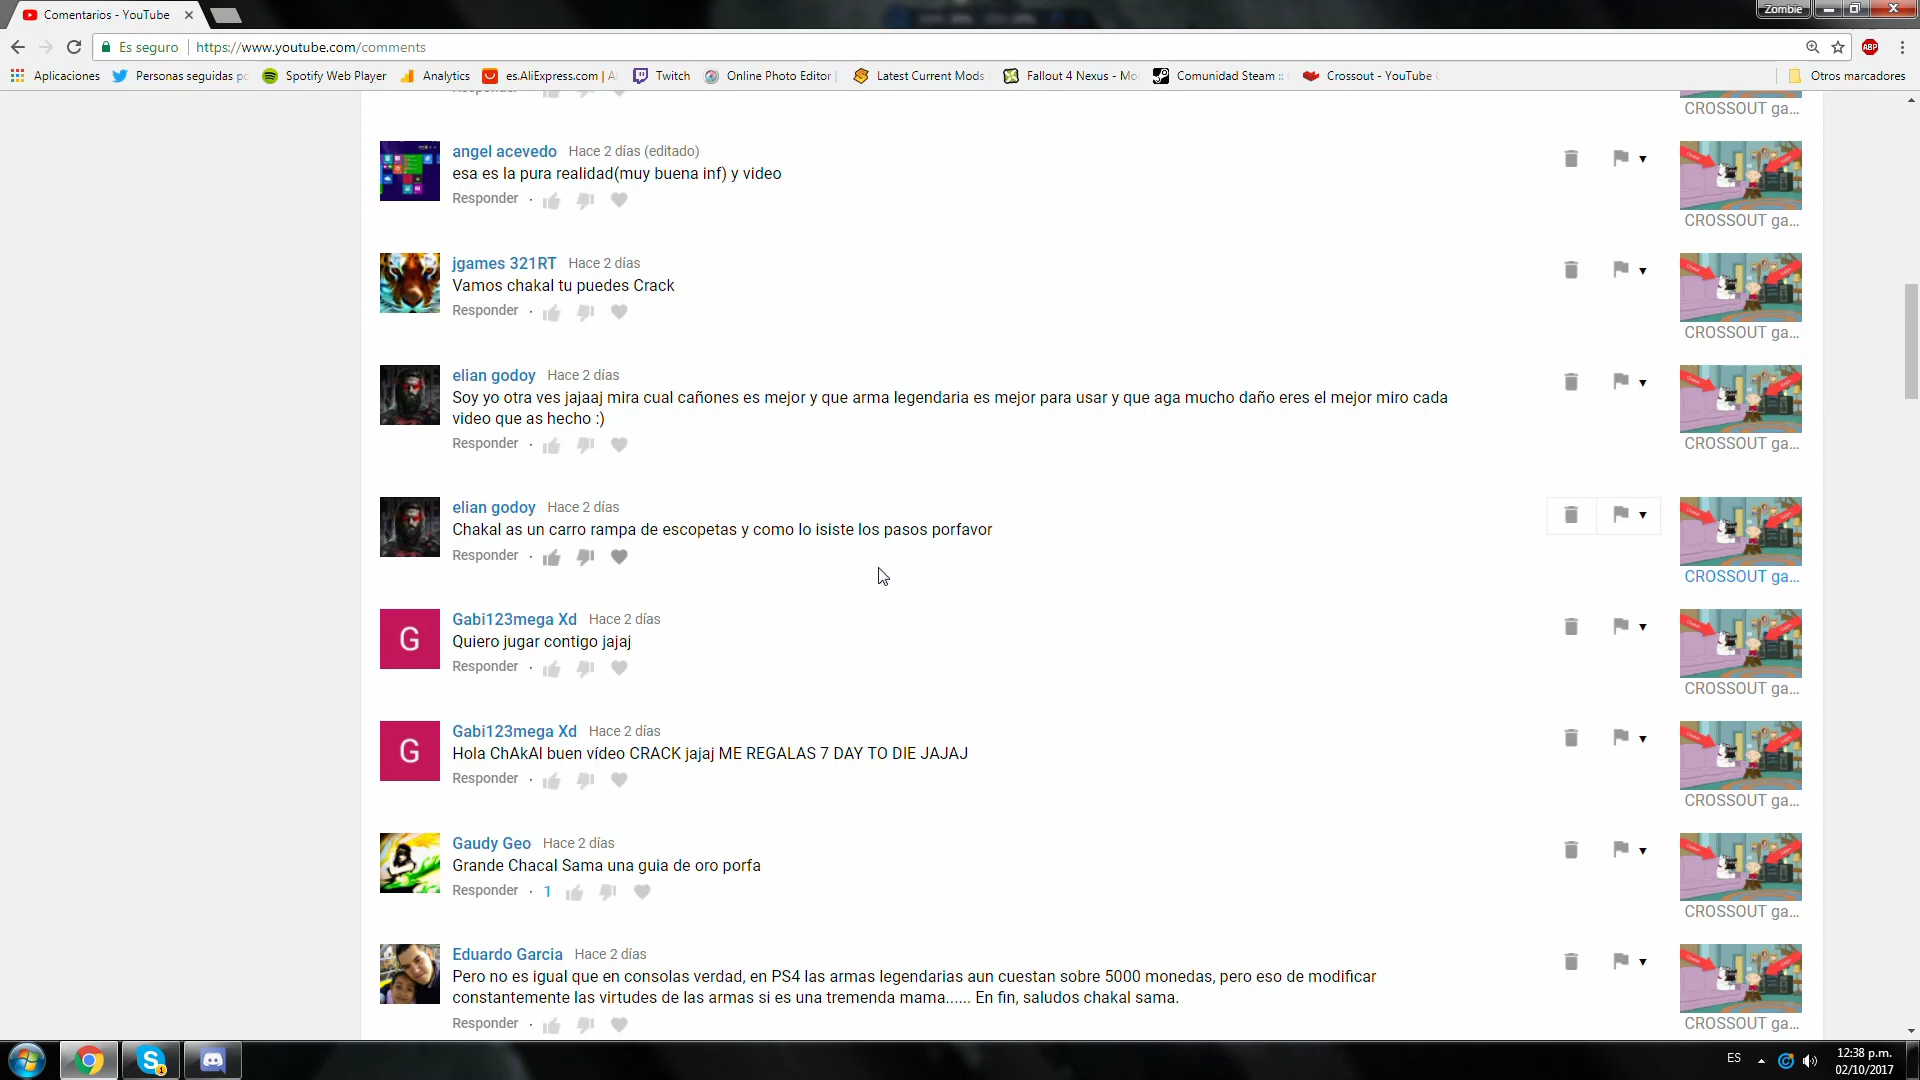 Comentarios - YouTube
Zombie
Es seguro
https://www.youtube.com/comments
ABP
Aplicaciones
Personas seguidas pc
Spotify Web Player
Analytics
es.AliExpress.com | A
Twitch
Online Photo Editor
Latest Current Mods
Fallout 4 Nexus - Mo
Comunidad Steam ::
Crossout - YouTube
Otros marcadores
Responder
CROSSOUT ga...
angel acevedo Hace 2 días (editado)
esa es la pura realidad(muy buena inf) y video
Responder ·
CROSSOUT ga...
jgames 321RT Hace 2 días
Vamos chakal tu puedes Crack
Responder ·
CROSSOUT ga...
elian godoy Hace 2 días
Soy yo otra ves jajaaj mira cual cañones es mejor y que arma legendaria es mejor para usar y que aga mucho daño eres el mejor miro cada
video que as hecho :)
Responder ·
CROSSOUT ga...
elian godoy Hace 2 días
Chakal as un carro rampa de escopetas y como lo isiste los pasos porfavor
Responder ·
CROSSOUT ga...
G
Gabi123mega Xd Hace 2 días
Quiero jugar contigo jajaj
Responder ·
CROSSOUT ga...
G
Gabi123mega Xd Hace 2 días
Hola ChAkAl buen vídeo CRACK jajaj ME REGALAS 7 DAY TO DIE JAJAJ
Responder ·
CROSSOUT ga...
Gaudy Geo Hace 2 días
Grande Chacal Sama una guia de oro porfa
Responder · 1
CROSSOUT ga...
Eduardo Garcia Hace 2 días
Pero no es igual que en consolas verdad, en PS4 las armas legendarias aun cuestan sobre 5000 monedas, pero eso de modificar
constantemente las virtudes de las armas si es una tremenda mama...... En fin, saludos chakal sama.
Responder ·
CROSSOUT ga...
ES
12:38 p.m.
02/10/2017